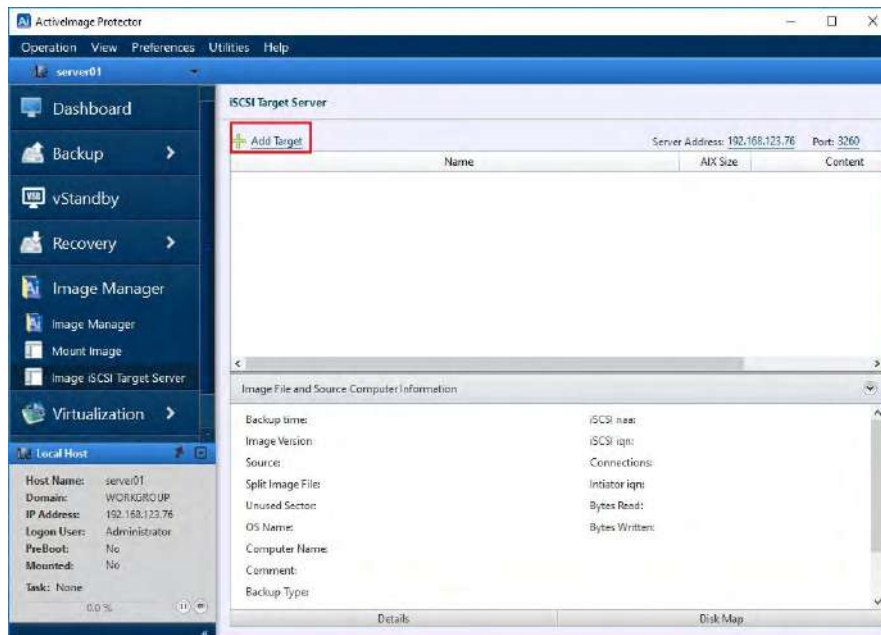 ActiveImage Protector
Operation View Preferences Utilities Help
server01
Dashboard
Backup
vStandby
Recovery
Image Manager
Image Manager
Mount Image
Image iSCSI Target Server
Virtualization
Local Host
Host Name: server01
Domain: WORKGROUP
IP Address: 192.168.123.76
Logon User: Administrator
PreBoot: No
Mounted: No
Task: None
0.0 %
iSCSI Target Server
Add Target
Server Address: 192.168.123.76 Port: 3260
Name AIX Size Content
Image File and Source Computer Information
Backup time:
Image Version
Source:
Split Image File:
Unused Sector:
OS Name:
Computer Name:
Comment:
Backup Type:
iSCSI naa:
iSCSI iqn:
Connections:
Intiator iqn:
Bytes Read:
Bytes Written:
Details Disk Map